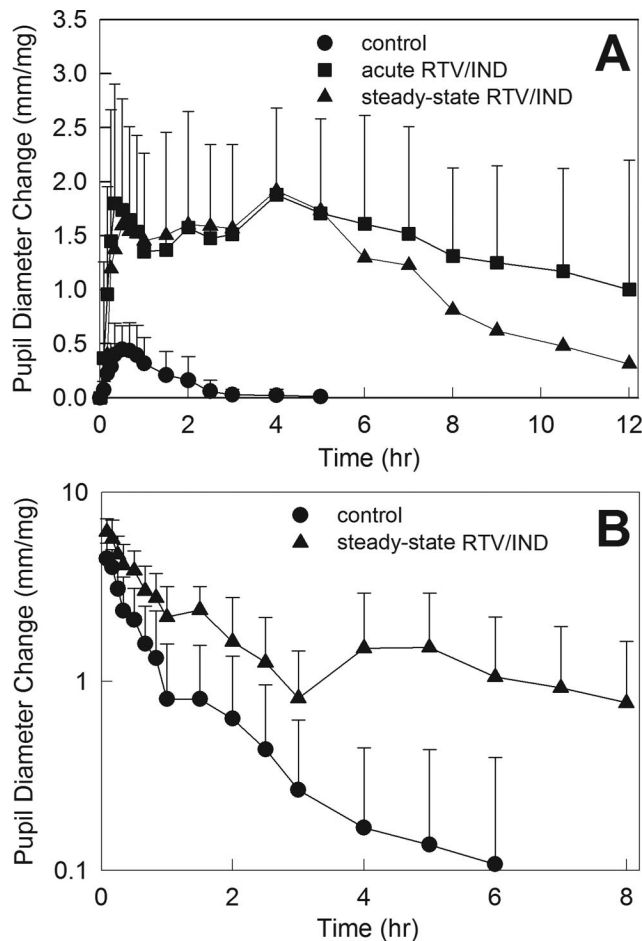 A
control
acute RTV/IND
steady-state RTV/IND
Pupil Diameter Change (mm/mg)
3.5
3.0
2.5
2.0
1.5
1.0
0.5
0.0
0 2 4 6 8 10 12
Time (hr)
B
control
steady-state RTV/IND
Pupil Diameter Change (mm/mg)
10
1
0.1
0 2 4 6 8
Time (hr)